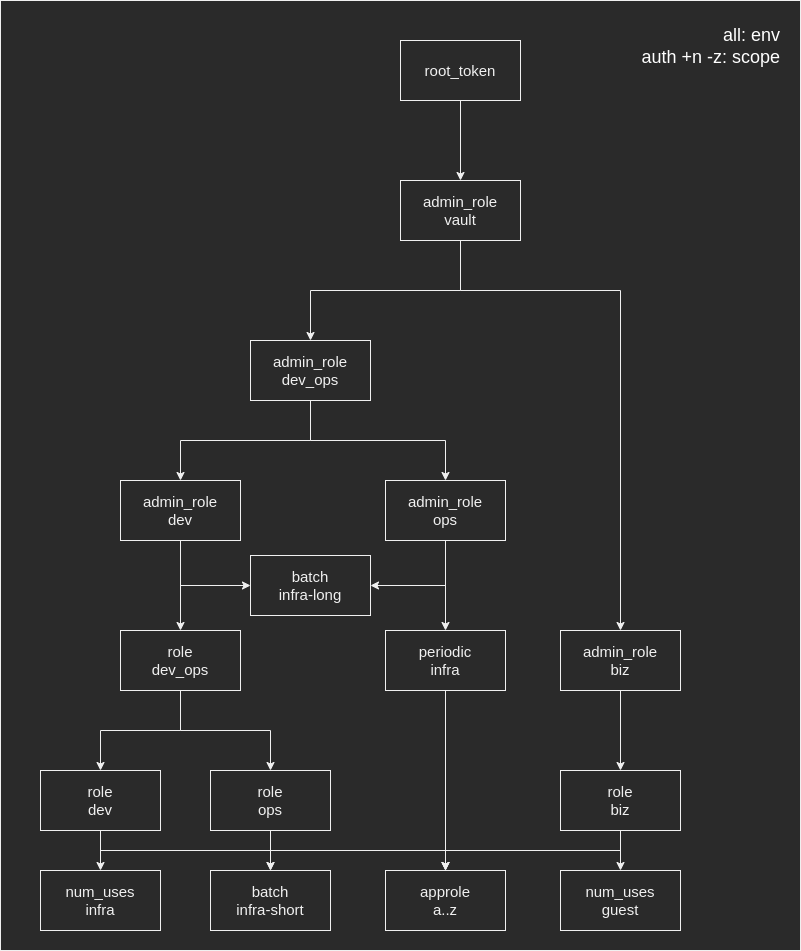 all: env
auth +n -z: scope
root_token
admin_role
vault
admin_role
dev_ops
admin_role
dev
admin_role
ops
batch
infra-long
role
dev_ops
periodic
infra
admin_role
biz
role
dev
role
ops
role
biz
num_uses
infra
batch
infra-short
approle
a..z
num_uses
guest